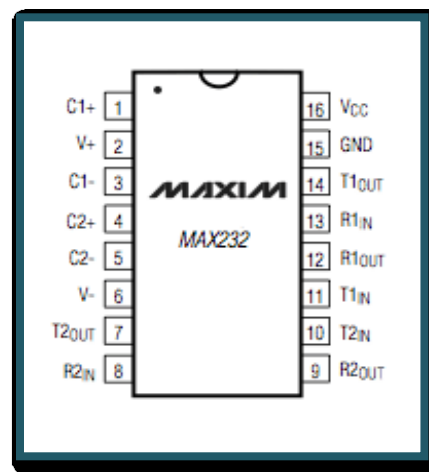 C1+ 1
V+ 2
C1- 3
C2+ 4
C2- 5
V- 6
T2OUT 7
R2IN 8
MAXIM
MAX232
16 VCC
15 GND
14 T1OUT
13 R1IN
12 R1OUT
11 T1IN
10 T2IN
9 R2OUT